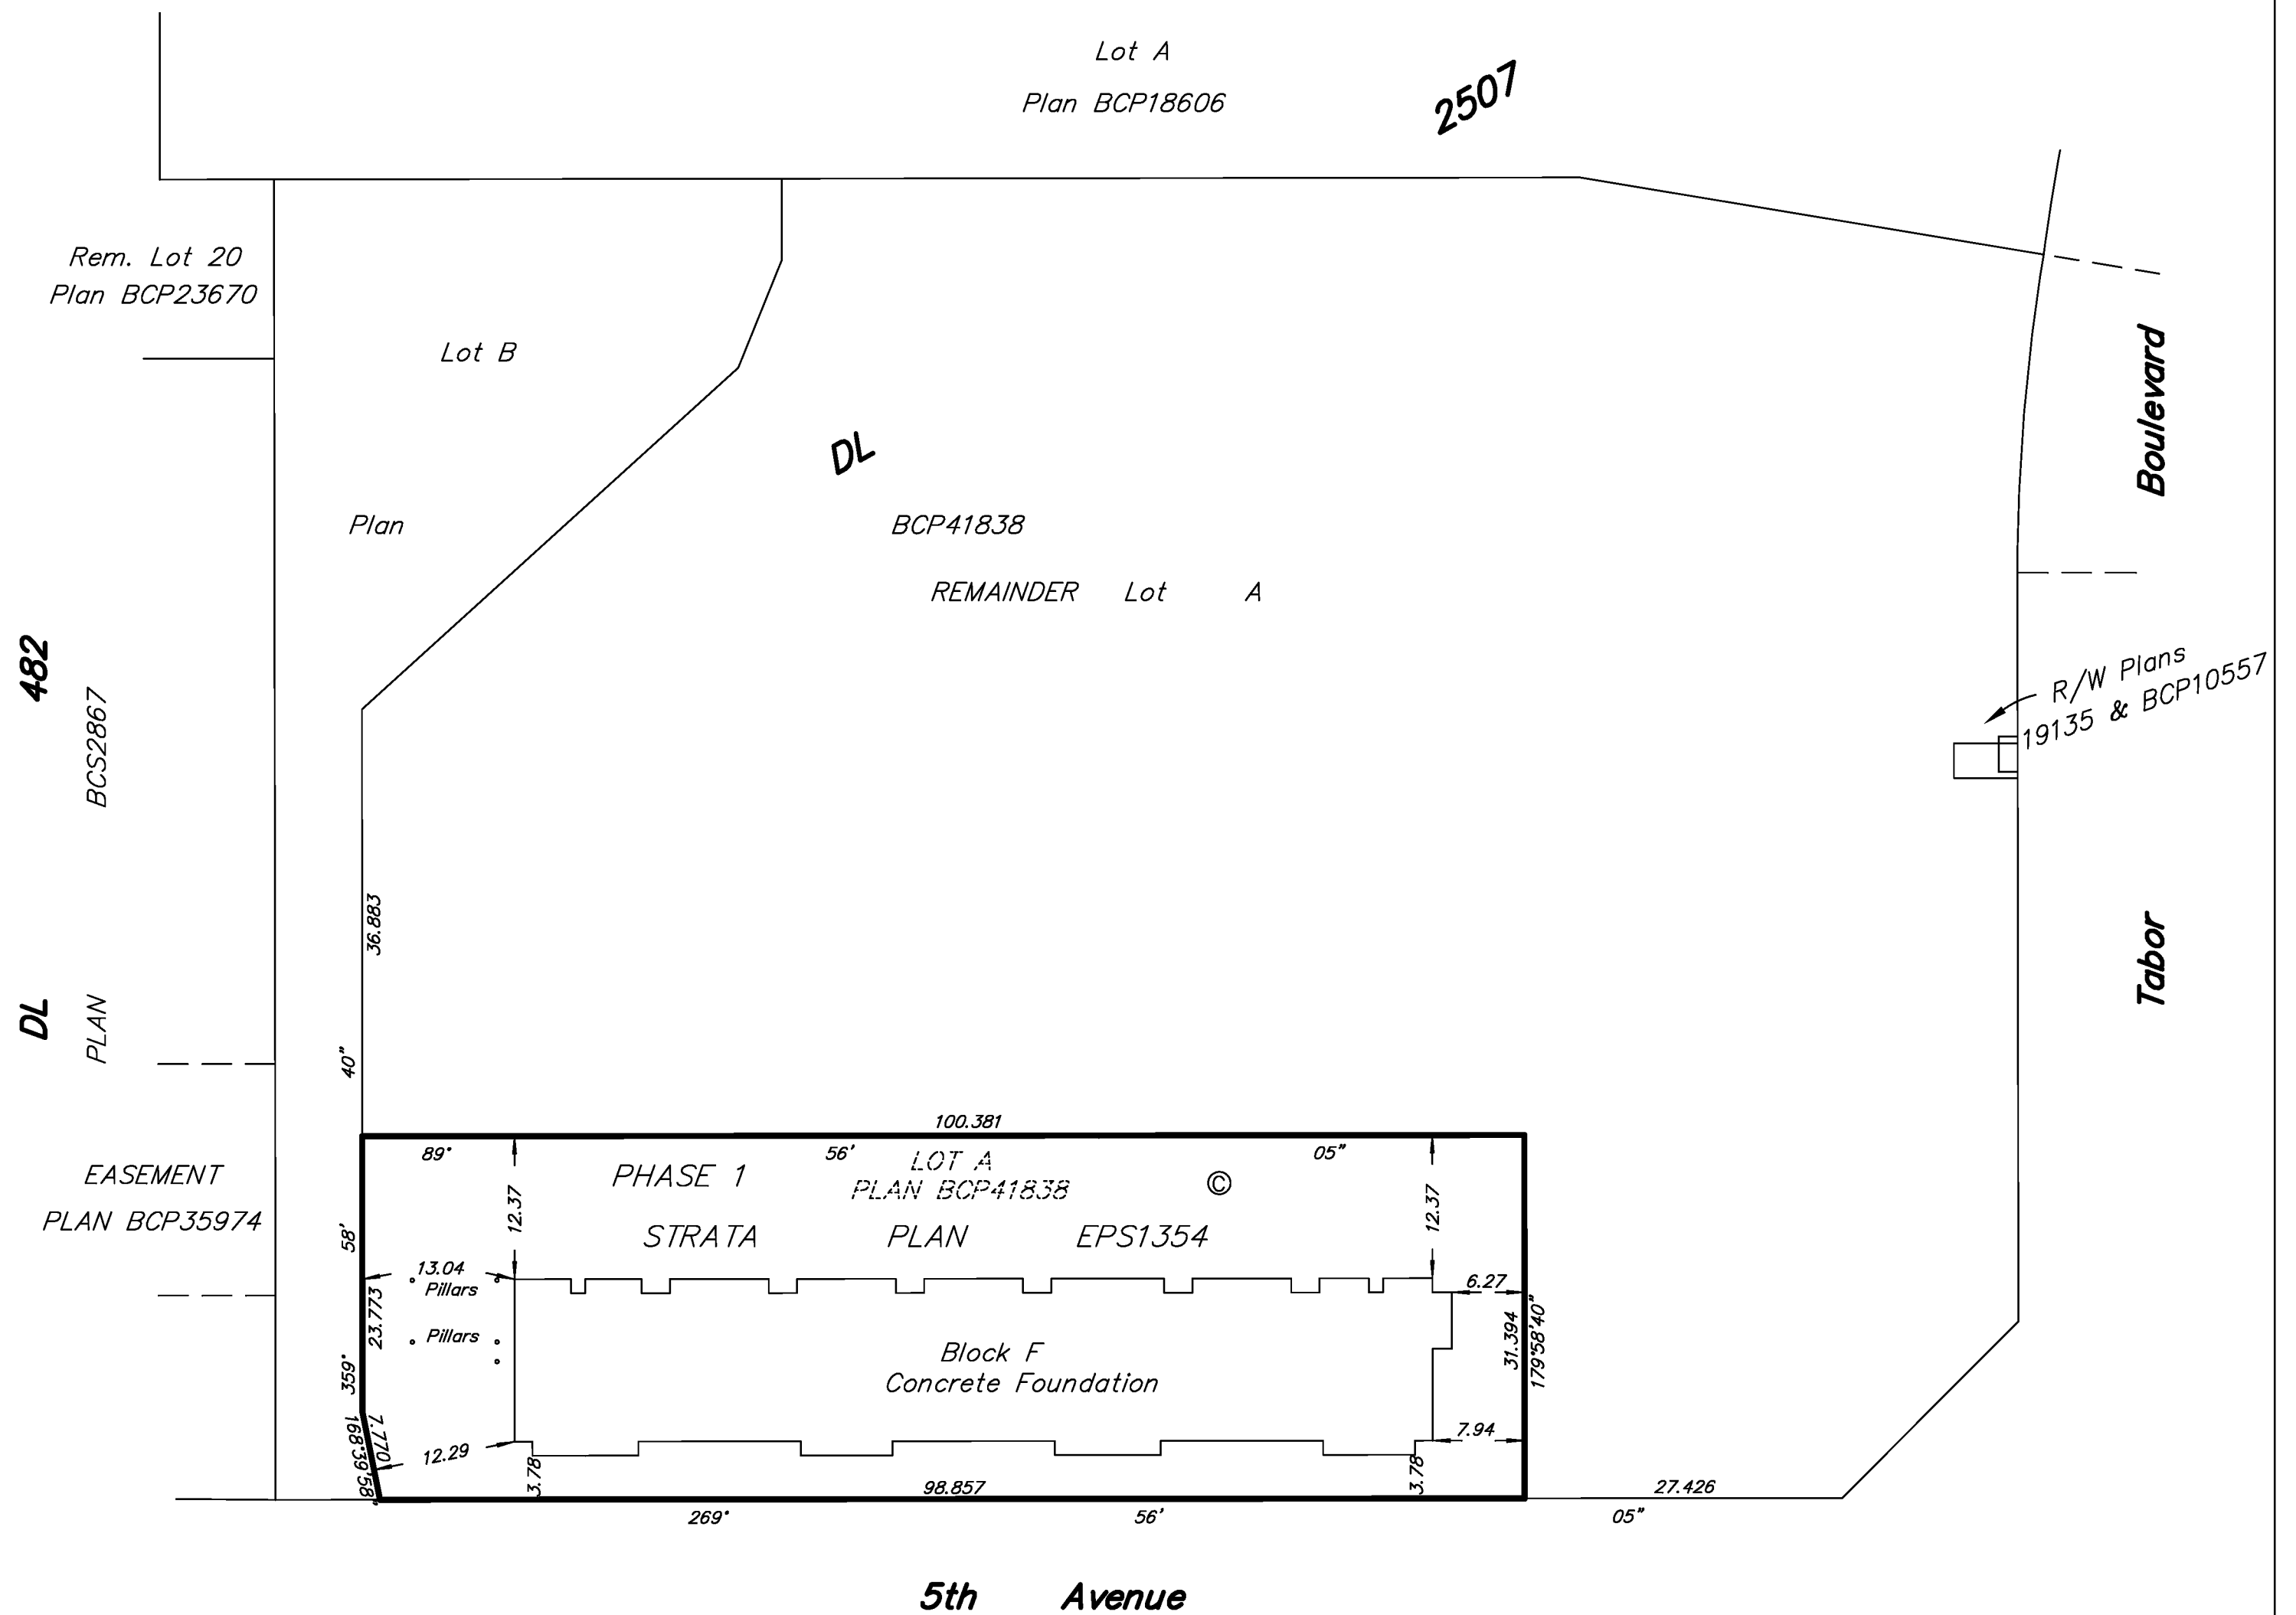 Lot A
Plan BCP18606
2507
Rem. Lot 20
Plan BCP23670
Lot B
DL
Boulevard
Plan BCP41838
REMAINDER Lot A
R/W Plans
19135 & BCP10557
DL 482
PLAN BCS2867
Tabor
36.883
359° 58' 40"
100.381
89° 56' 05"
LOT A
PHASE 1
PLAN BCP41838
©
STRATA PLAN EPS1354
EASEMENT
PLAN BCP35974
12.37
12.37
13.04
Pillars
Pillars
23.773
6.27
31.394
179°58'40"
Block F
Concrete Foundation
7.770
168°39'58"
12.29
7.94
3.78
3.78
98.857
27.426
269° 56' 05"
5th Avenue